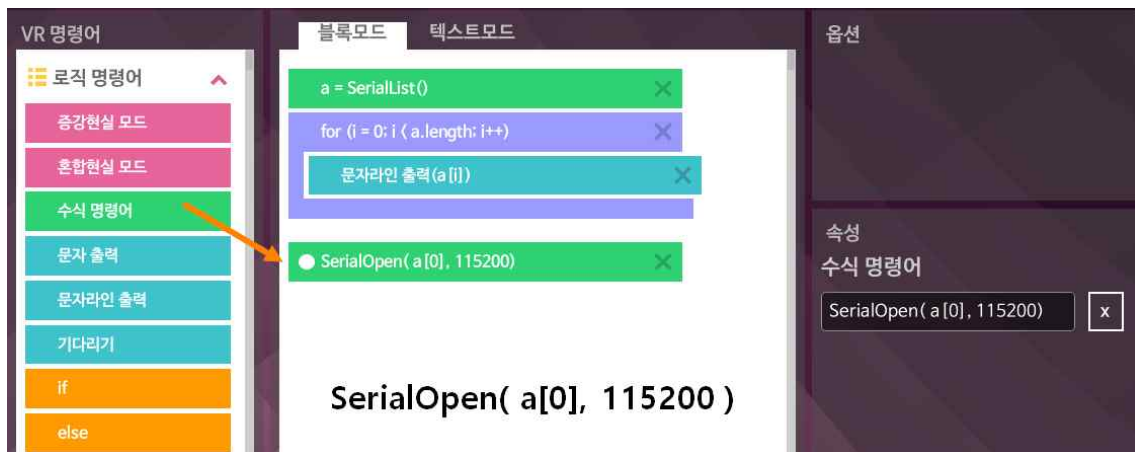 VR 명령어
로직 명령어
증강현실 모드
혼합현실 모드
수식 명령어
문자 출력
문자라인 출력
기다리기
if
else
블록모드 텍스트모드
a = SerialList()
for (i = 0; i < a.length; i++)
문자라인 출력(a[i])
SerialOpen( a[0], 115200)
SerialOpen( a[0], 115200 )
옵션
속성
수식 명령어
SerialOpen( a[0], 115200) x